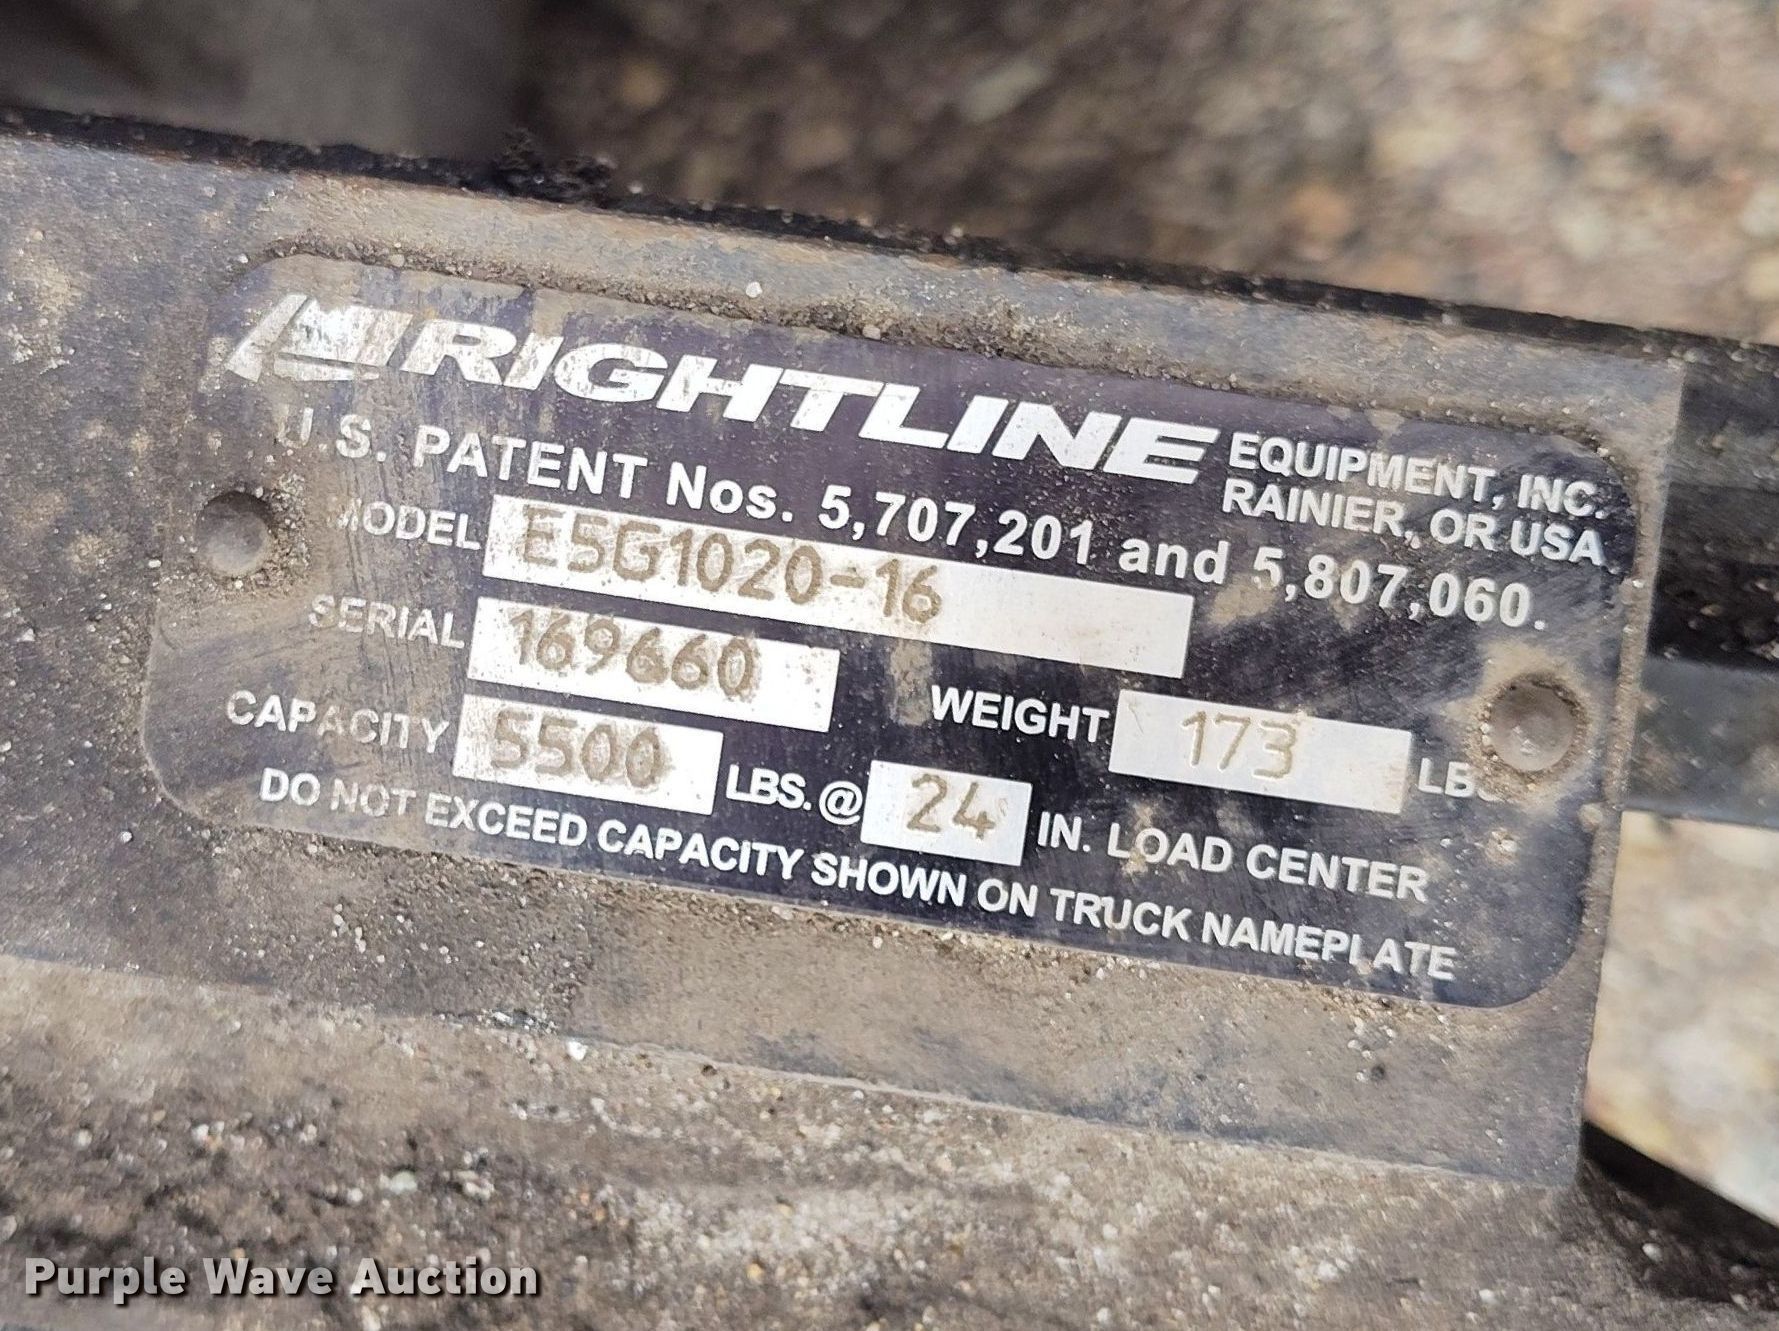 RIGHTLINE EQUIPMENT, INC.
RAINIER, OR USA
U.S. PATENT Nos. 5,707,201 and 5,807,060.
MODEL E5G1020-16
SERIAL 169660
WEIGHT 173 LBS
CAPACITY 5500 LBS. @ 24 IN. LOAD CENTER
DO NOT EXCEED CAPACITY SHOWN ON TRUCK NAMEPLATE
Purple Wave Auction